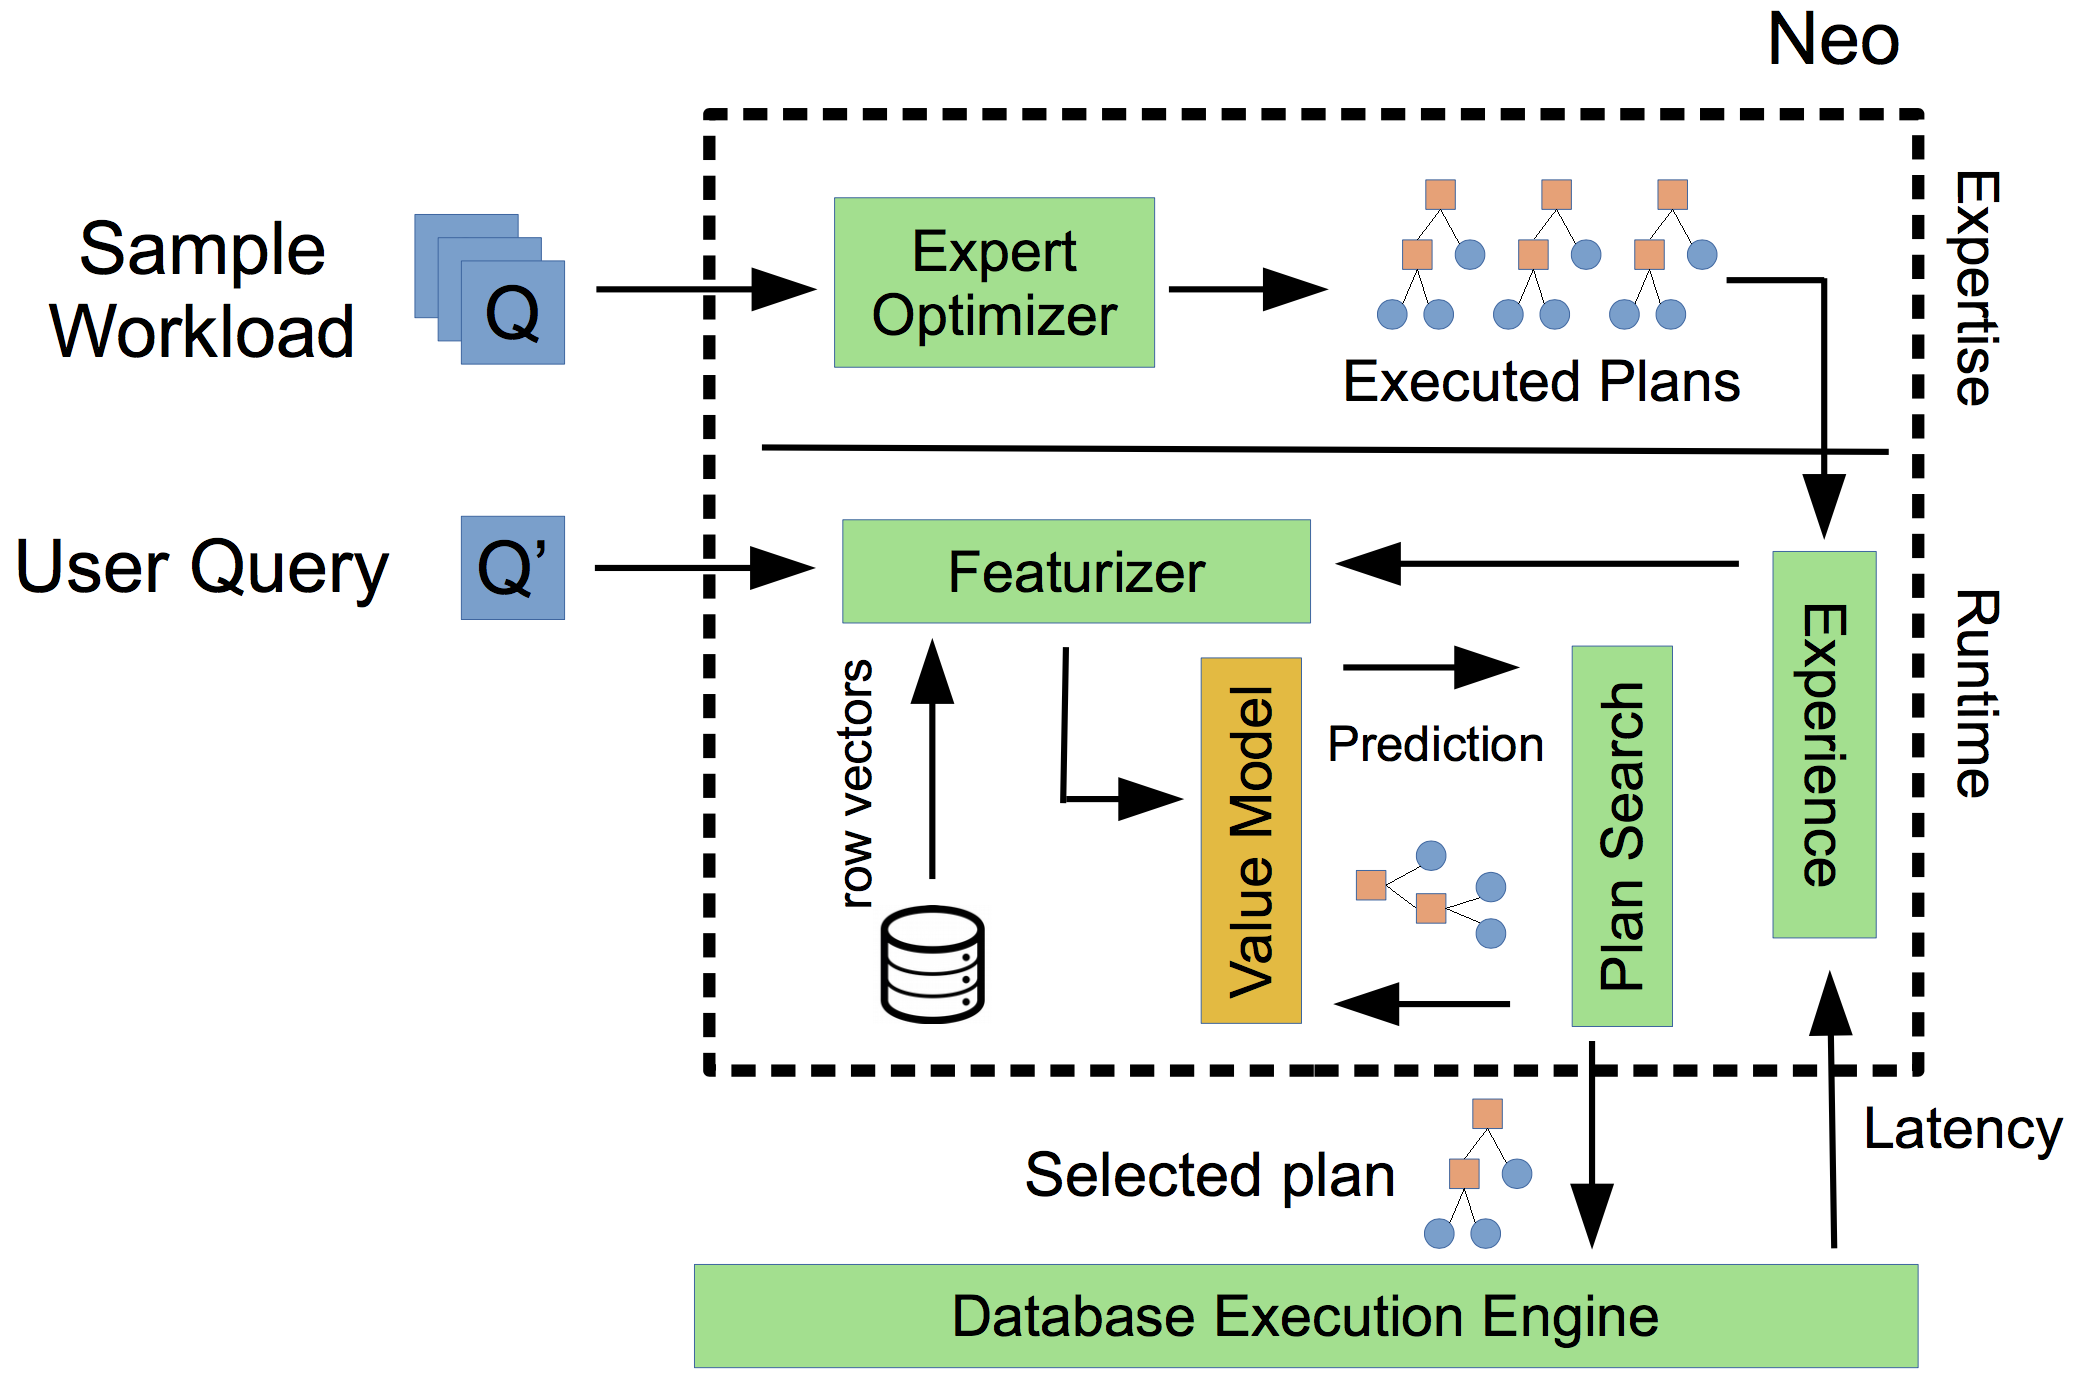 Neo
Sample
Workload
Q
Expert
Optimizer
Executed Plans
Expertise
User Query
Q’
Featurizer
Experience
Runtime
row vectors
Value Model
Prediction
Plan Search
Selected plan
Latency
Database Execution Engine